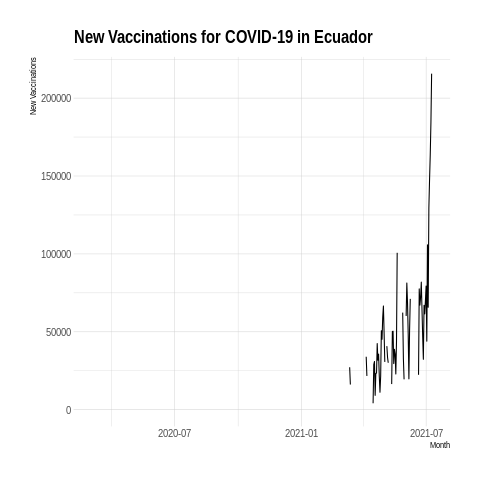 New Vaccinations for COVID-19 in Ecuador
New Vaccinations
200000
150000
100000
50000
0
2020-07
2021-01
2021-07
Month